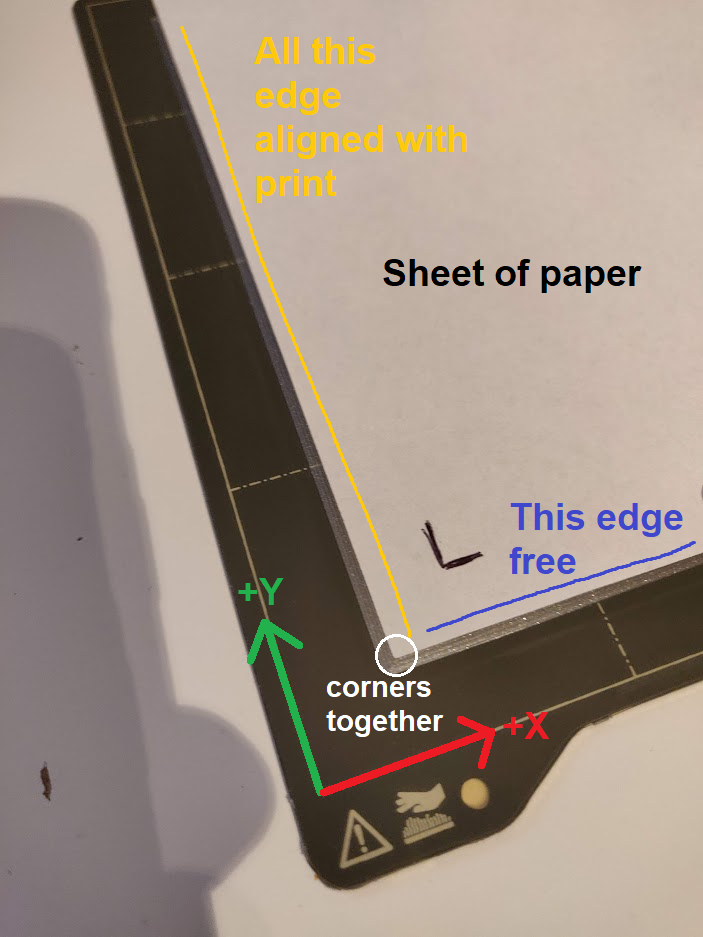 All this
edge
aligned with
print
Sheet of paper
This edge
free
+Y
corners
together
+X